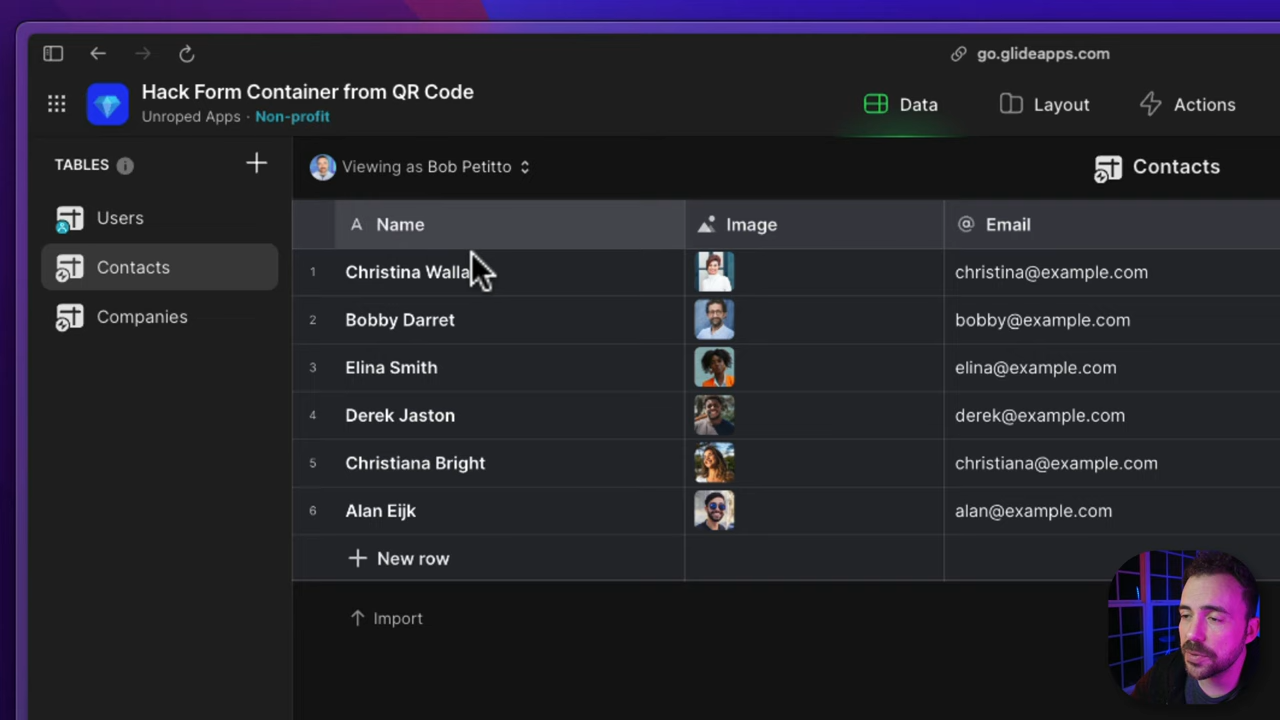 go.glideapps.com
Hack Form Container from QR Code
Unroped Apps · Non-profit
Data
Layout
Actions
TABLES
Viewing as Bob Petitto
Contacts
Users
Contacts
Companies
Name
Image
Email
1 Christina christina@example.com
2 Bobby Darret bobby@example.com
3 Elina Smith elina@example.com
4 Derek Jaston derek@example.com
5 Christiana Bright christiana@example.com
6 Alan Eijk alan@example.com
New row
Import